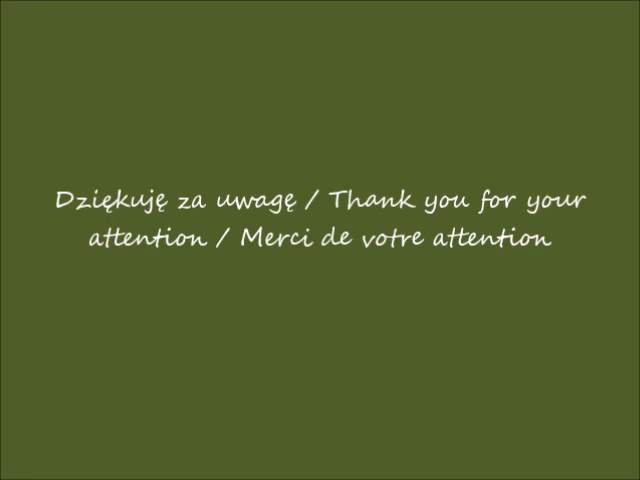 Dziękuję za uwagę / Thank you for your
attention / Merci de votre attention